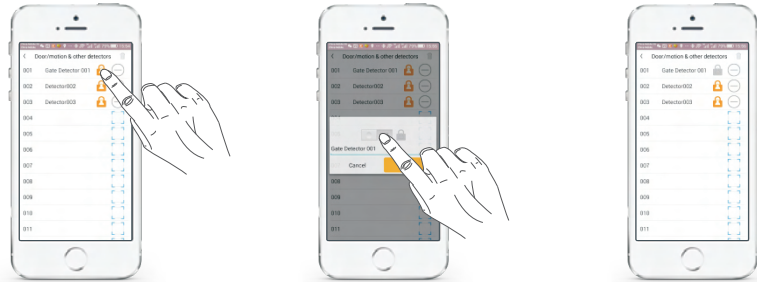 Door/motion & other detectors
001 Gate Detector 001
002 Detector002
003 Detector003
004
005
006
007
008
009
010
011
Door/motion & other detectors
001 Gate Detector 001
002 Detector002
003 Detector003
004
Gate Detector 001
Cancel
008
009
010
011
Door/motion & other detectors
001 Gate Detector 001
002 Detector002
003 Detector003
004
005
006
007
008
009
010
011